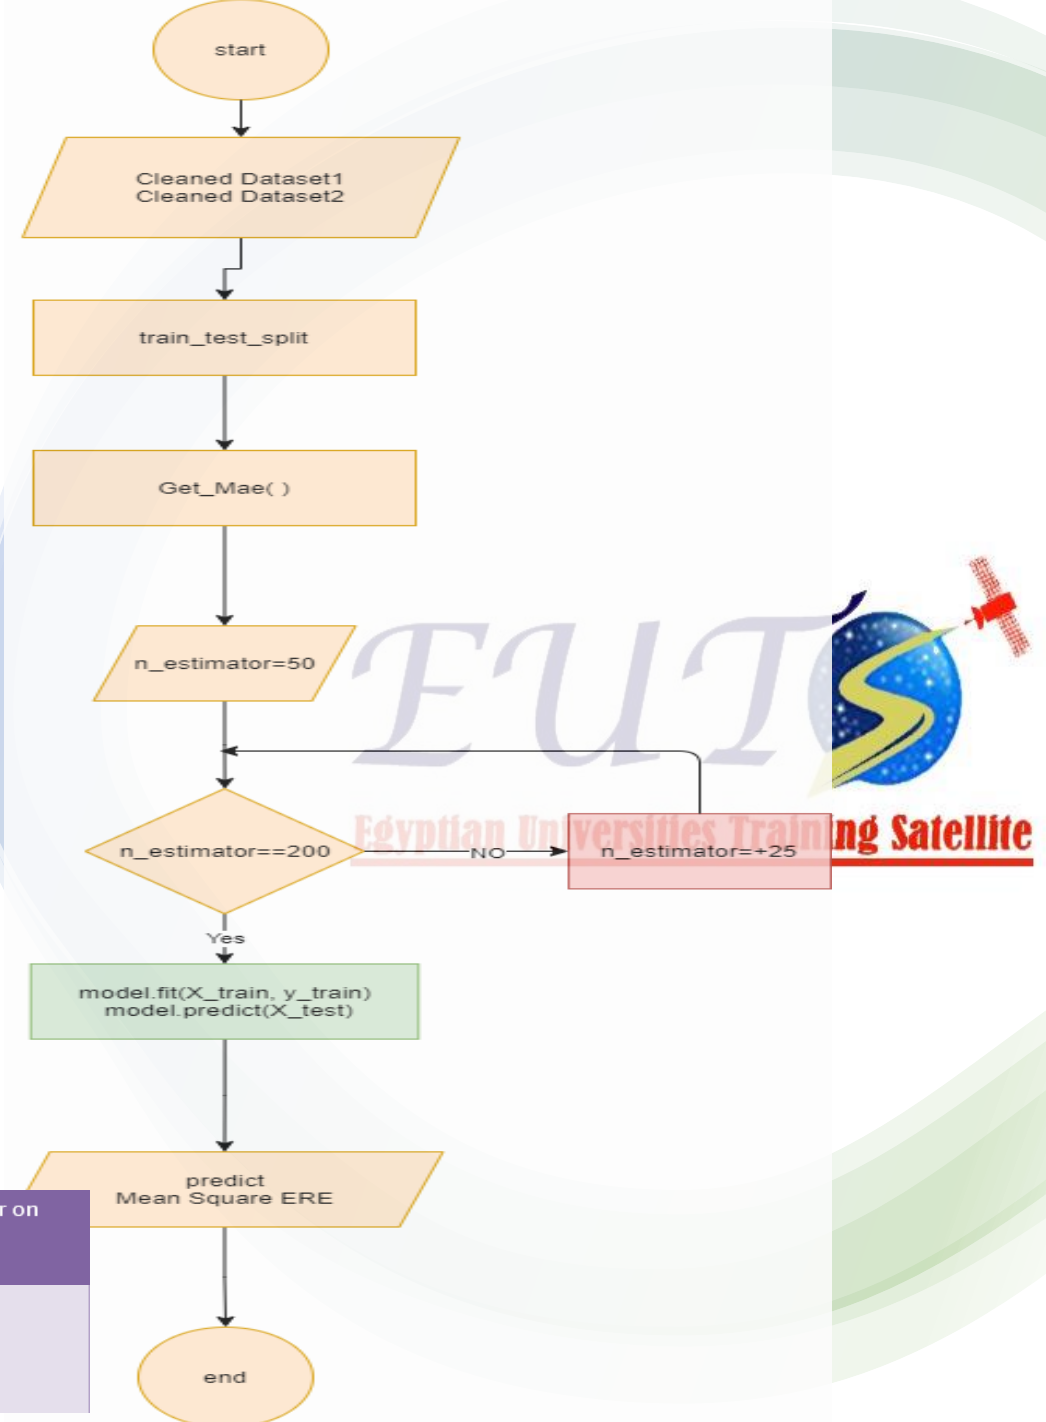 start
Cleaned Dataset1
Cleaned Dataset2
train_test_split
Get_Mae( )
n_estimator=50
EUTS
Egyptian Universities Training Satellite
n_estimator==200
NO
n_estimator=+25
Yes
model.fit(X_train, y_train)
model.predict(X_test)
predict
Mean Square ERE
r on
end